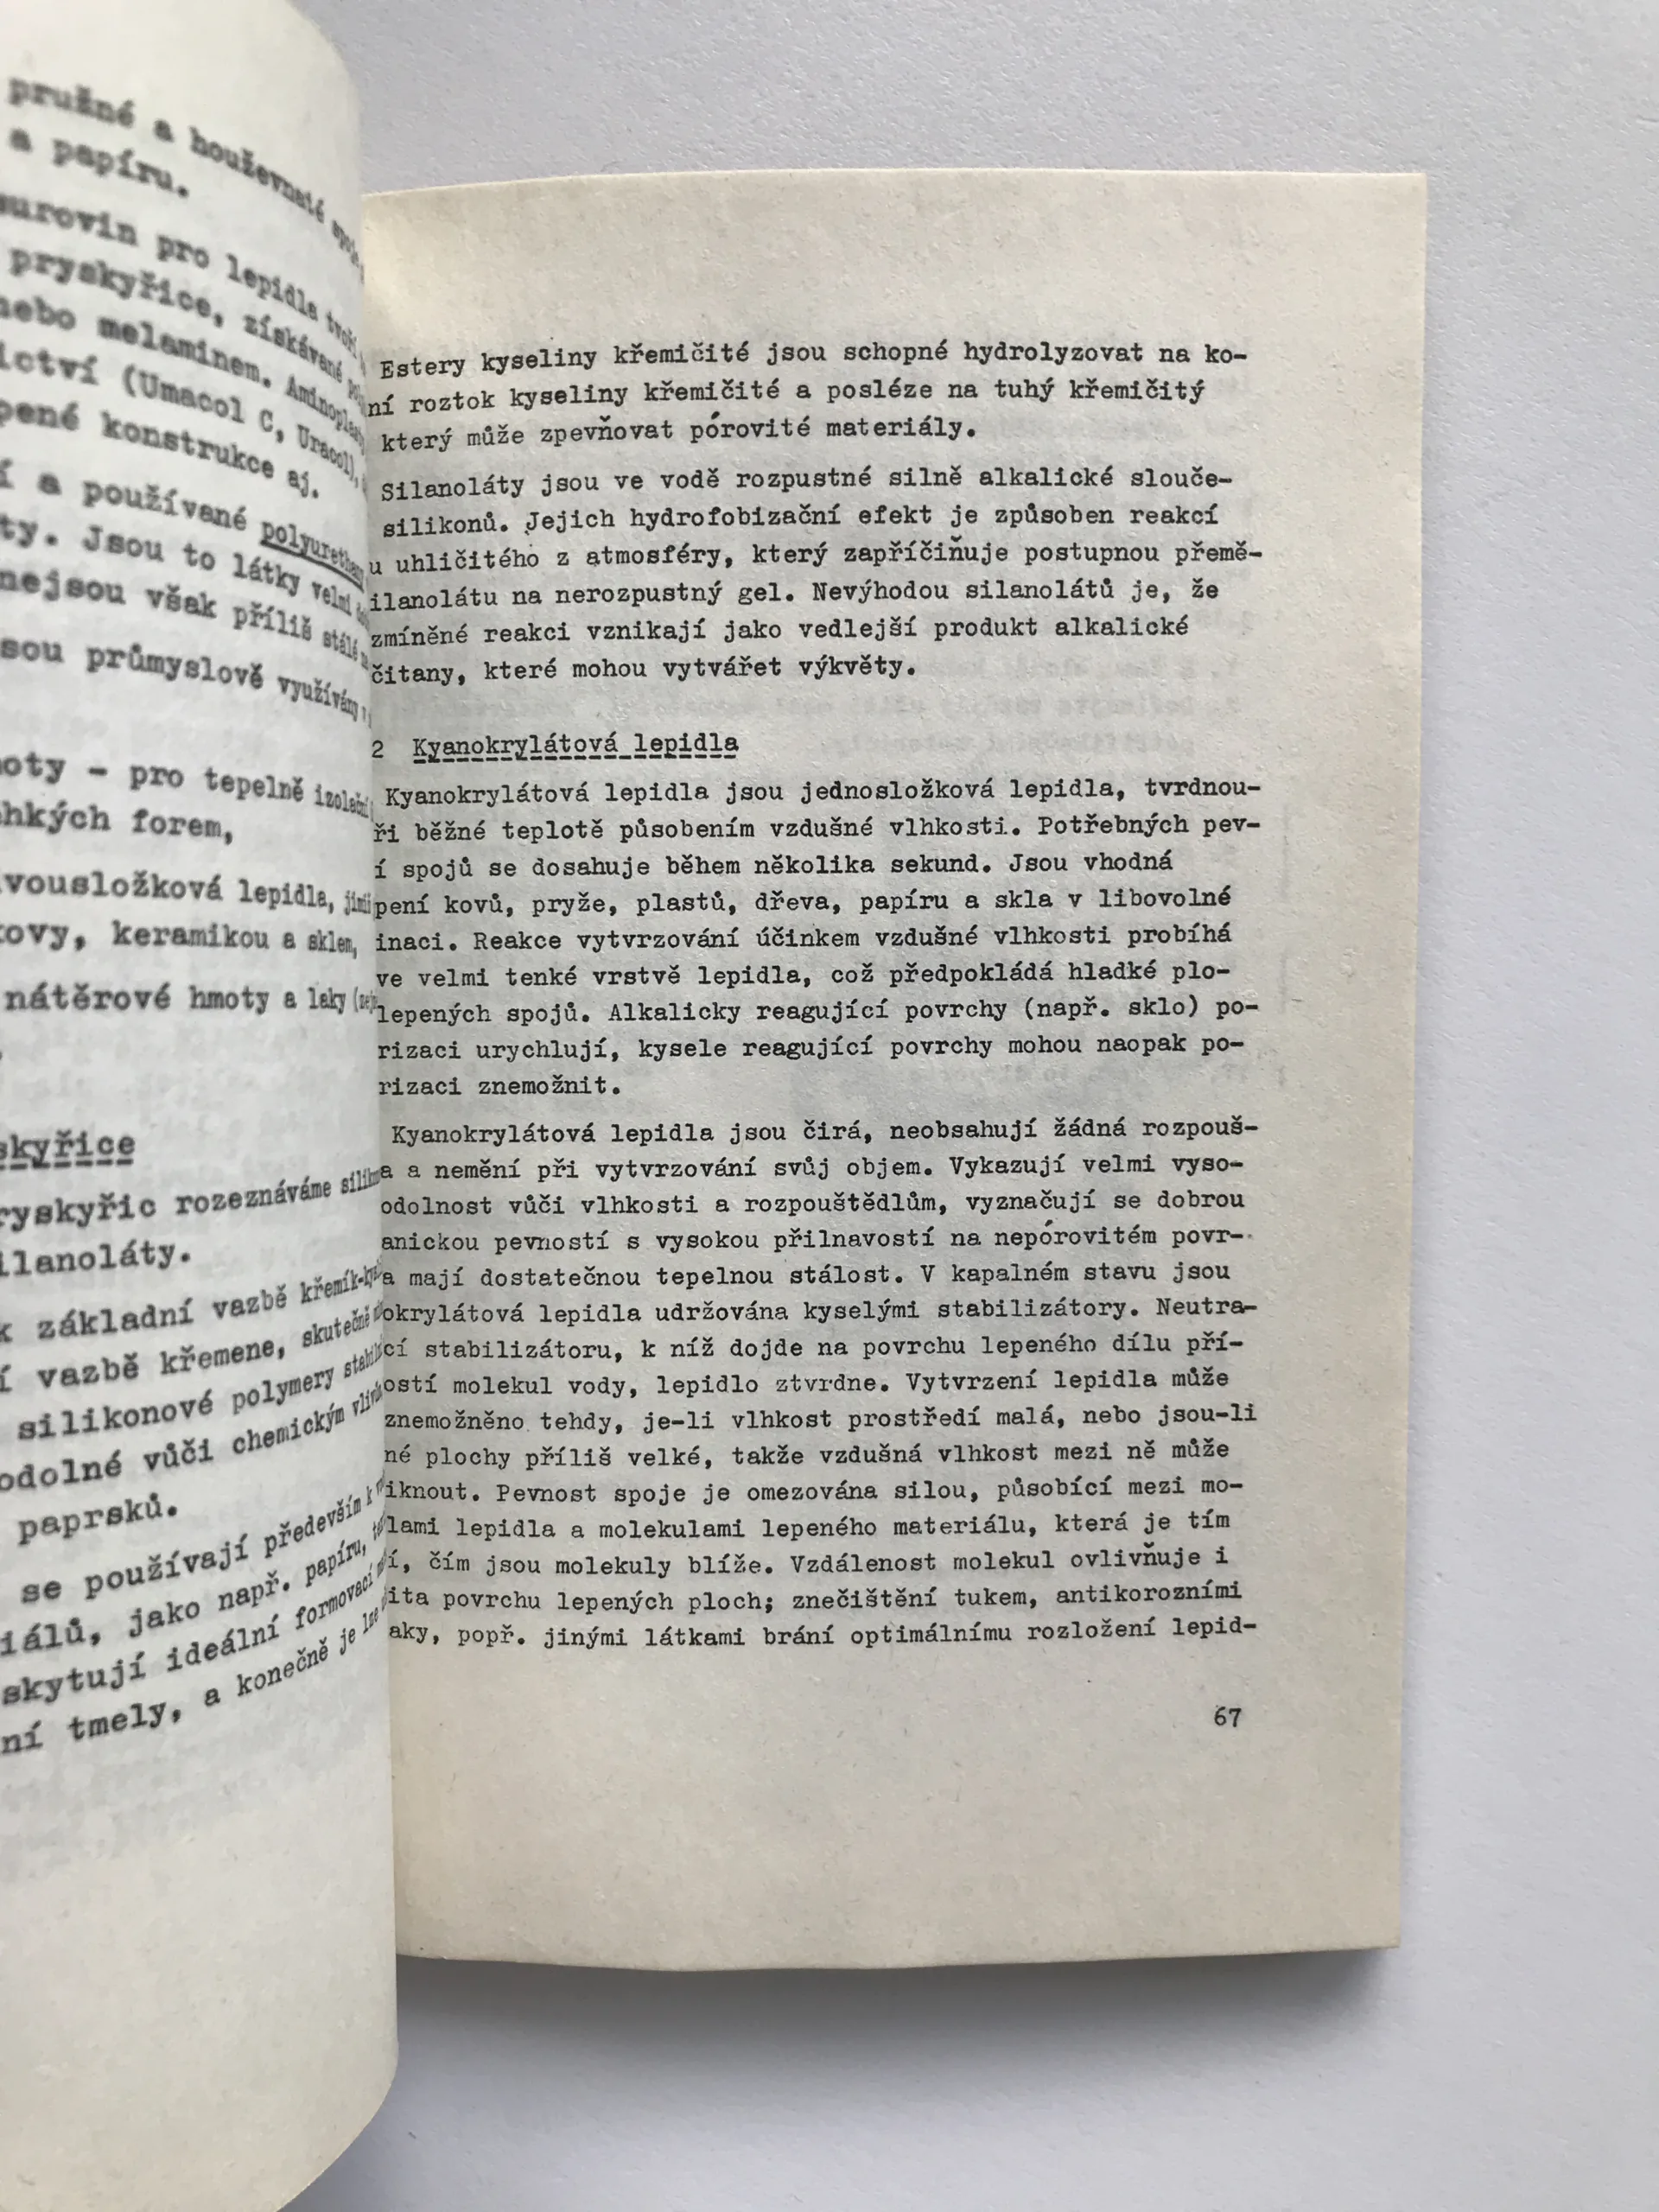 pružné a houževnaté
a papíru.
surovin pro lepidla tvoří
pryskyřice, získávané
nebo melaminem.
ictví (Umacol C, Uracol),
pené konstrukce aj.
í a používané
ty. Jsou to látky velmi
nejsou však příliš stálé
sou průmyslově využívány
moty - pro tepelně izolační
ehkých forem,
vousložková lepidla,
kovy, keramikou a sklem,
nátěrové hmoty a laky
skyřice
ryskyřic rozeznáváme
ilanoláty.
k základní vazbě
í vazbě křemene, skutečně
silikonové polymery
odolné vůči chemickým
paprsků.
se používají především k
iálů, jako např. papíru,
skytují ideální formovací
ní tmely, a konečně je lze
Estery kyseliny křemičité jsou schopné hydrolyzovat na ko-
ní roztok kyseliny křemičité a posléze na tuhý křemičitý
který může zpevňovat pórovité materiály.
Silanoláty jsou ve vodě rozpustné silně alkalické slouče-
silikonů. Jejich hydrofobizační efekt je způsoben reakcí
u uhličitého z atmosféry, který zapříčiňuje postupnou přemě-
ilanolátu na nerozpustný gel. Nevýhodou silanolátů je, že
zmíněné reakci vznikají jako vedlejší produkt alkalické
čitany, které mohou vytvářet výkvěty.
2 Kyanokrylátová lepidla
Kyanokrylátová lepidla jsou jednosložková lepidla, tvrdnou-
ři běžné teplotě působením vzdušné vlhkosti. Potřebných pev-
í spojů se dosahuje během několika sekund. Jsou vhodná
pení kovů, pryže, plastů, dřeva, papíru a skla v libovolné
inaci. Reakce vytvrzování účinkem vzdušné vlhkosti probíhá
ve velmi tenké vrstvě lepidla, což předpokládá hladké plo-
lepených spojů. Alkalicky reagující povrchy (např. sklo) po-
rizaci urychlují, kysele reagující povrchy mohou naopak po-
rizaci znemožnit.
Kyanokrylátová lepidla jsou čirá, neobsahují žádná rozpouš-
a a nemění při vytvrzování svůj objem. Vykazují velmi vyso-
odolnost vůči vlhkosti a rozpouštědlům, vyznačují se dobrou
anickou pevností s vysokou přilnavostí na nepórovitém povr-
a mají dostatečnou tepelnou stálost. V kapalném stavu jsou
okrylátová lepidla udržována kyselými stabilizátory. Neutra-
cí stabilizátoru, k níž dojde na povrchu lepeného dílu pří-
ostí molekul vody, lepidlo ztvrdne. Vytvrzení lepidla může
znemožněno tehdy, je-li vlhkost prostředí malá, nebo jsou-li
né plochy příliš velké, takže vzdušná vlhkost mezi ně může
iknout. Pevnost spoje je omezována silou, působící mezi mo-
lami lepidla a molekulami lepeného materiálu, která je tím
í, čím jsou molekuly blíže. Vzdálenost molekul ovlivňuje i
ita povrchu lepených ploch; znečištění tukem, antikorozními
aky, popř. jinými látkami brání optimálnímu rozložení lepid-
67